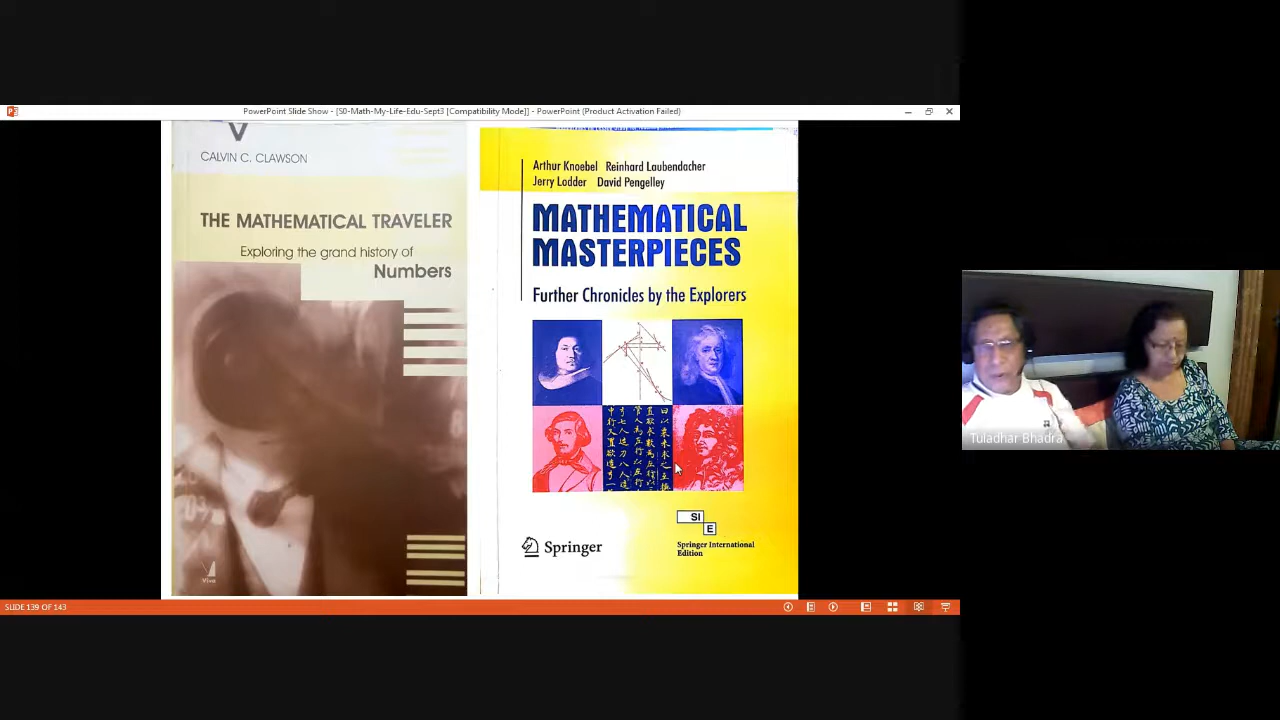 PowerPoint Slide Show - [S0-Math-My-Life-Edu-Sept3 [Compatibility Mode]] - PowerPoint (Product Activation Failed)
CALVIN C. CLAWSON
THE MATHEMATICAL TRAVELER
Exploring the grand history of
Numbers
Viva
Arthur Knoebel Reinhard Laubenbacher
Jerry Lodder David Pengelley
MATHEMATICAL
MASTERPIECES
Further Chronicles by the Explorers
Springer
SI
E
Springer International
Edition
Tuladhar Bhadra
SLIDE 139 OF 143